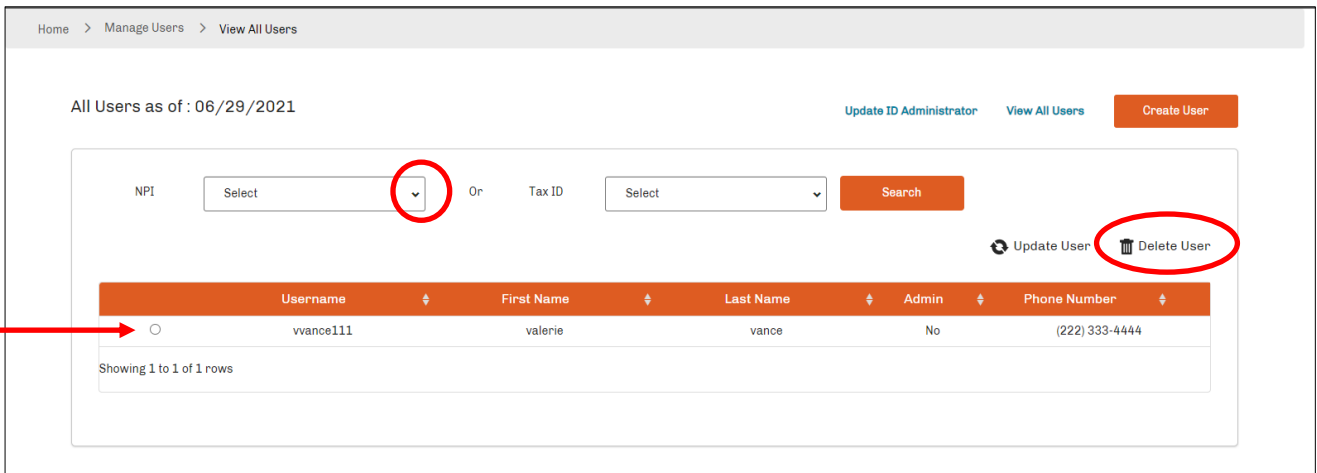 Home > Manage Users > View All Users
All Users as of : 06/29/2021 Update ID Administrator View All Users Create User
NPI Select Or Tax ID Select Search
Update User Delete User
Username First Name Last Name Admin Phone Number
vvance111 valerie vance No (222) 333-4444
Showing 1 to 1 of 1 rows